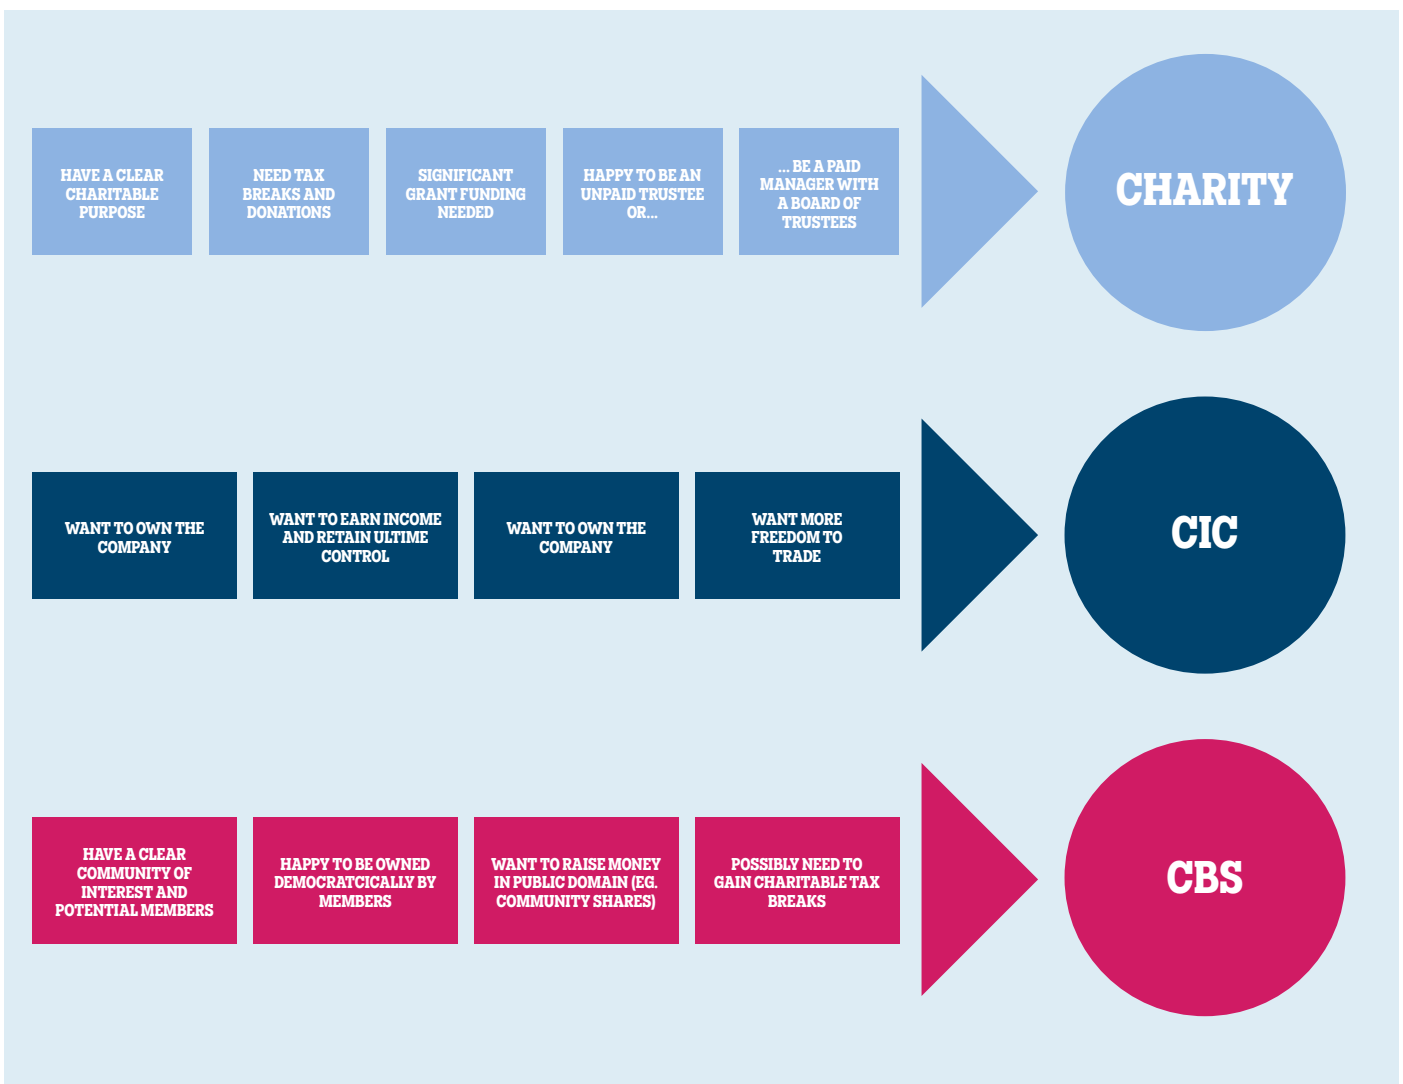 HAVE A CLEAR
CHARITABLE
PURPOSE
NEED TAX
BREAKS AND
DONATIONS
SIGNIFICANT
GRANT FUNDING
NEEDED
HAPPY TO BE AN
UNPAID TRUSTEE
OR...
... BE A PAID
MANAGER WITH
A BOARD OF
TRUSTEES
CHARITY
WANT TO OWN THE
COMPANY
WANT TO EARN INCOME
AND RETAIN ULTIME
CONTROL
WANT TO OWN THE
COMPANY
WANT MORE
FREEDOM TO
TRADE
CIC
HAVE A CLEAR
COMMUNITY OF
INTEREST AND
POTENTIAL MEMBERS
HAPPY TO BE OWNED
DEMOCRATCICALLY BY
MEMBERS
WANT TO RAISE MONEY
IN PUBLIC DOMAIN (EG.
COMMUNITY SHARES)
POSSIBLY NEED TO
GAIN CHARITABLE TAX
BREAKS
CBS